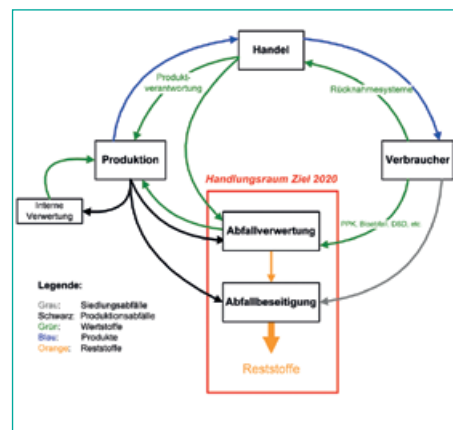 Handel
Produkt-
verantwortung
Rücknahmesysteme
Produktion
Verbraucher
Handlungsraum Ziel 2020
Interne
Verwertung
Abfallverwertung
PPK, Bioabfall, DSD, etc.
Legende:
Grau: Siedlungsabfälle
Schwarz: Produktionsabfälle
Grün: Wertstoffe
Blau: Produkte
Orange: Reststoffe
Abfallbeseitigung
Reststoffe